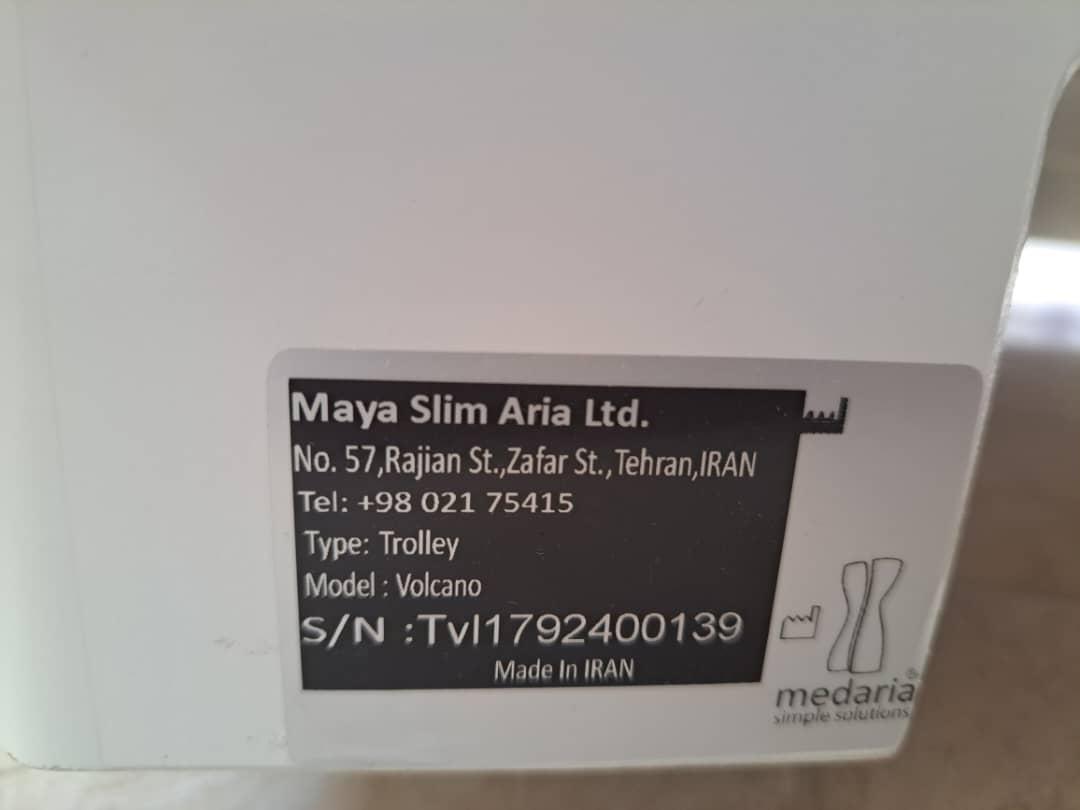 Maya Slim Aria Ltd.
No. 57,Rajian St.,Zafar St.,Tehran,IRAN
Tel: +98 021 75415
Type: Trolley
Model : Volcano
S/N :Tvl1792400139
Made In IRAN
medaria®
simple solutions